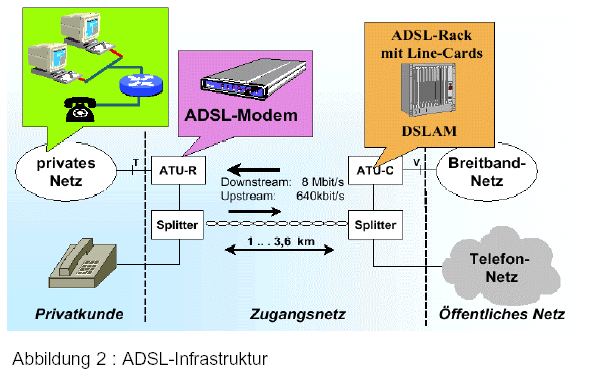 ADSL-Rack
mit Line-Cards
DSLAM
ADSL-Modem
privates
Netz
T
ATU-R
ATU-C
V
Breitband-
Netz
Downstream: 8 Mbit/s
Upstream: 640kbit/s
Splitter
Splitter
1 .. . 3,6 km
Telefon-
Netz
Privatkunde
Zugangsnetz
Öffentliches Netz
Abbildung 2 : ADSL-Infrastruktur